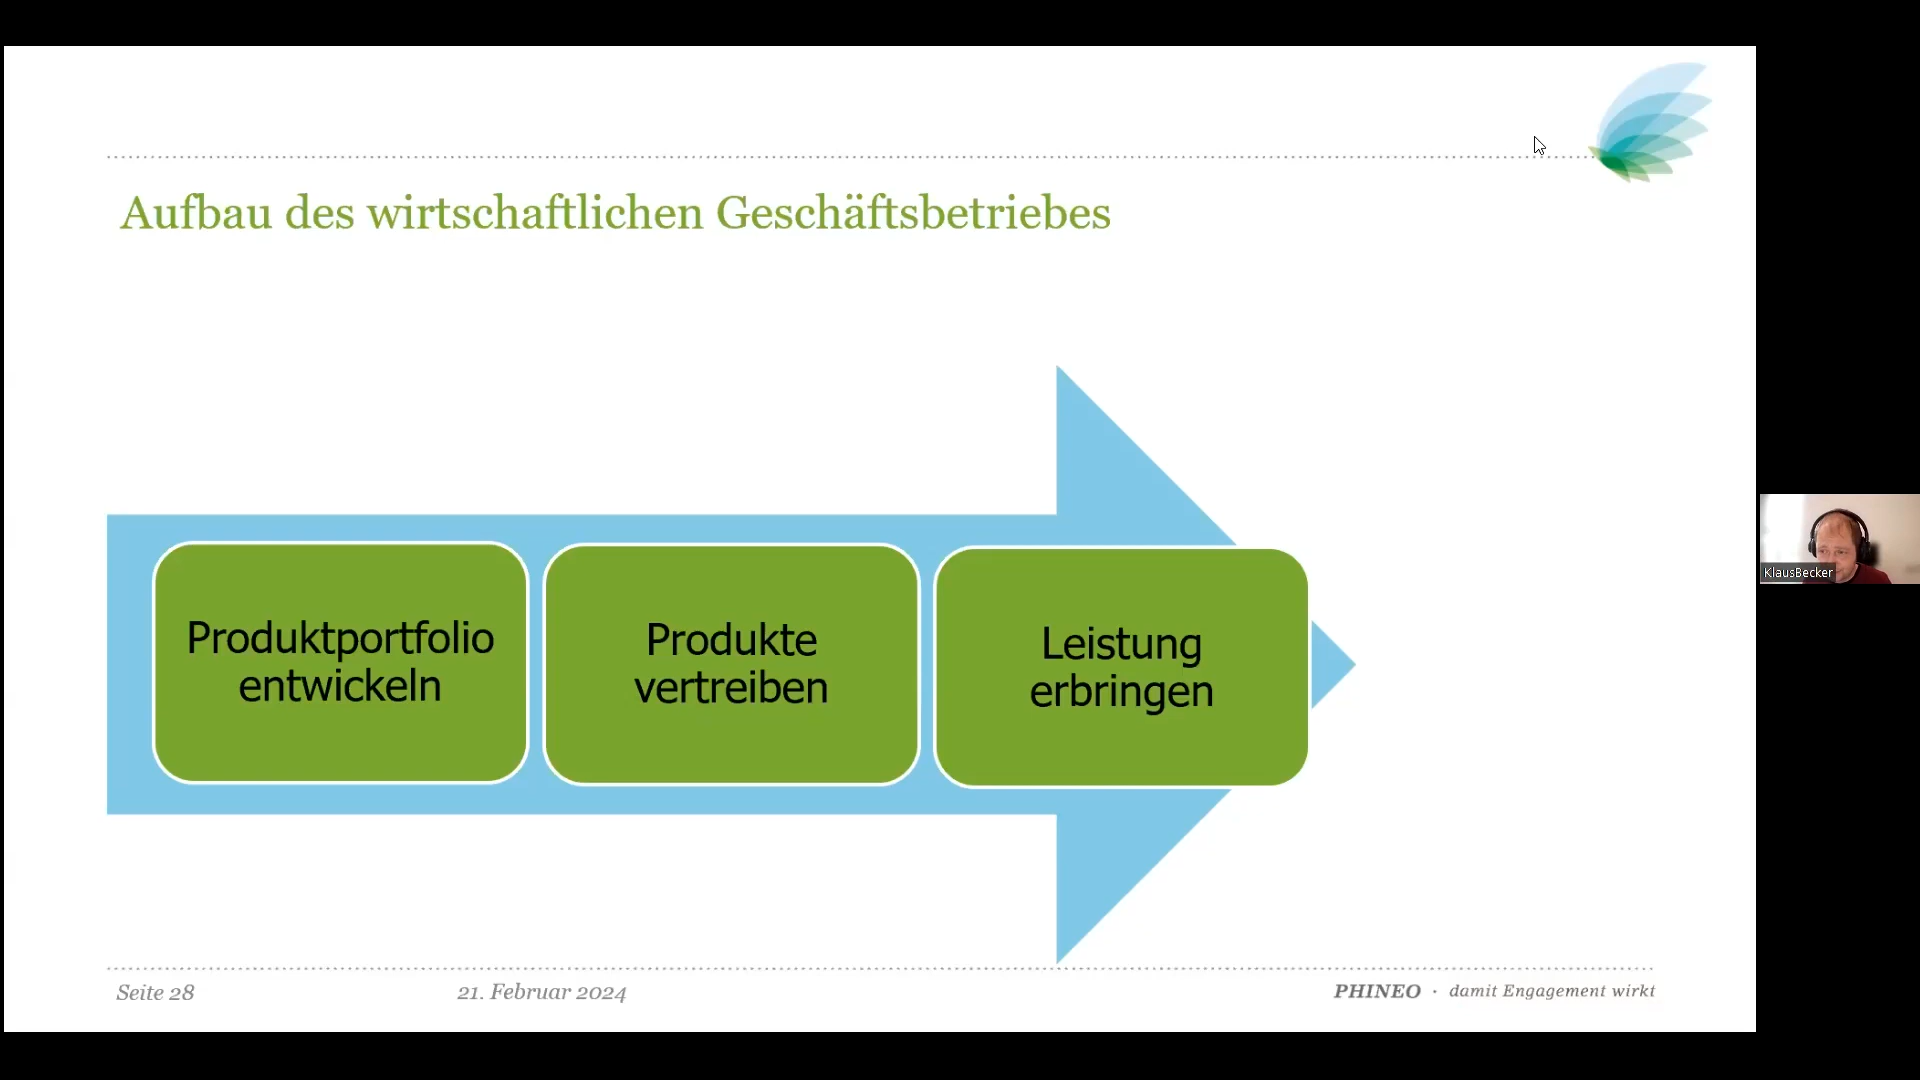 Aufbau des wirtschaftlichen Geschäftsbetriebes
Produktportfolio
entwickeln
Produkte
vertreiben
Leistung
erbringen
KlausBecker
Seite 28
21. Februar 2024
PHINEO · damit Engagement wirkt